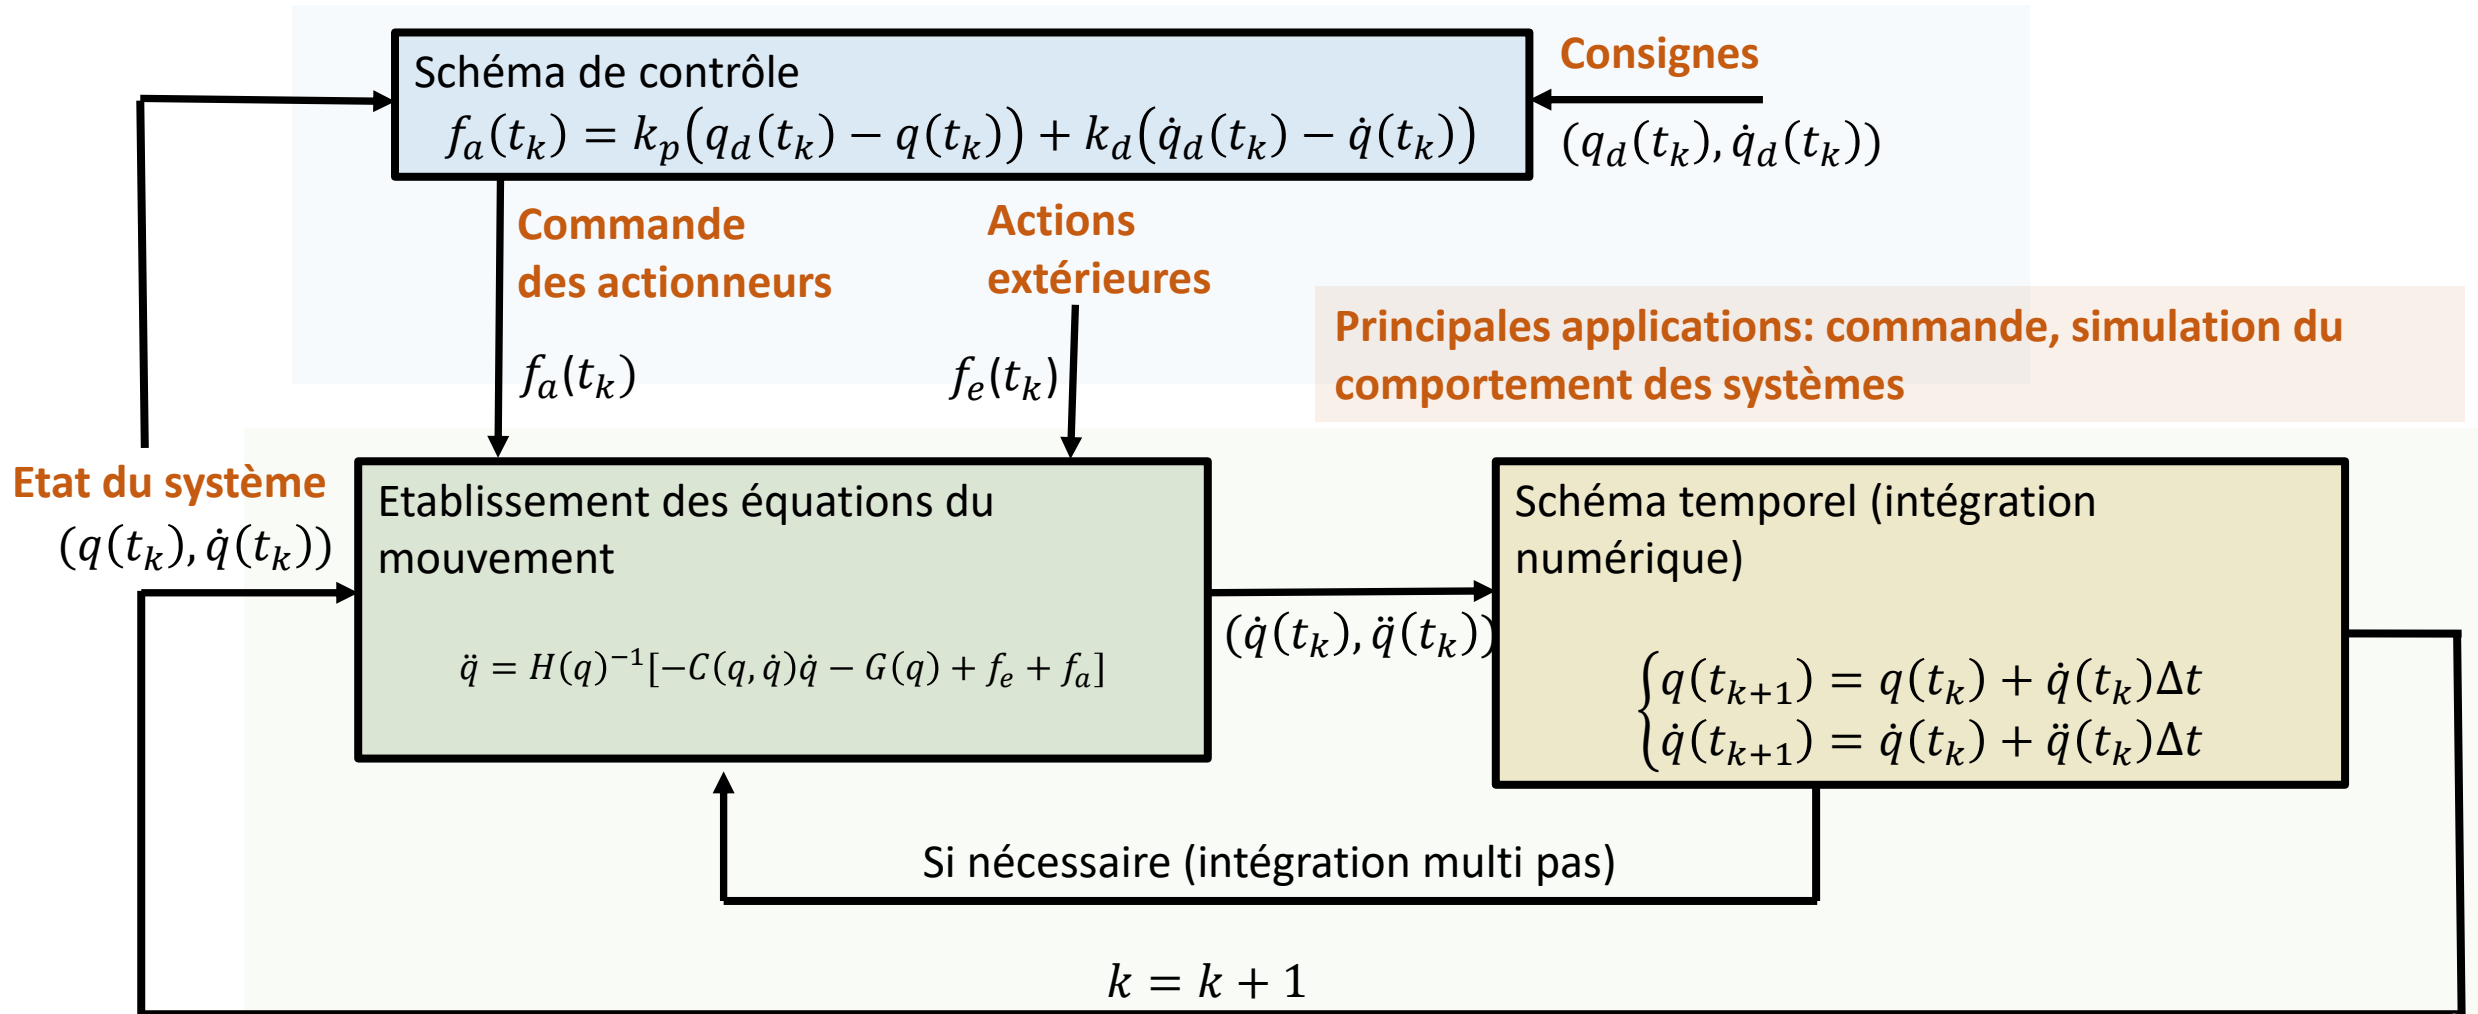 Schéma de contrôle
f_a(t_k) = k_p(q_d(t_k) − q(t_k)) + k_d(q̇_d(t_k) − q̇(t_k))
Consignes
(q_d(t_k), q̇_d(t_k))
Commande
des actionneurs
f_a(t_k)
Actions
extérieures
f_e(t_k)
Principales applications: commande, simulation du
comportement des systèmes
Etat du système
(q(t_k), q̇(t_k))
Etablissement des équations du
mouvement
q̈ = H(q)⁻¹[−C(q, q̇)q̇ − G(q) + f_e + f_a]
(q̇(t_k), q̈(t_k))
Schéma temporel (intégration
numérique)
{q(t_{k+1}) = q(t_k) + q̇(t_k)Δt
q̇(t_{k+1}) = q̇(t_k) + q̈(t_k)Δt
Si nécessaire (intégration multi pas)
k = k + 1